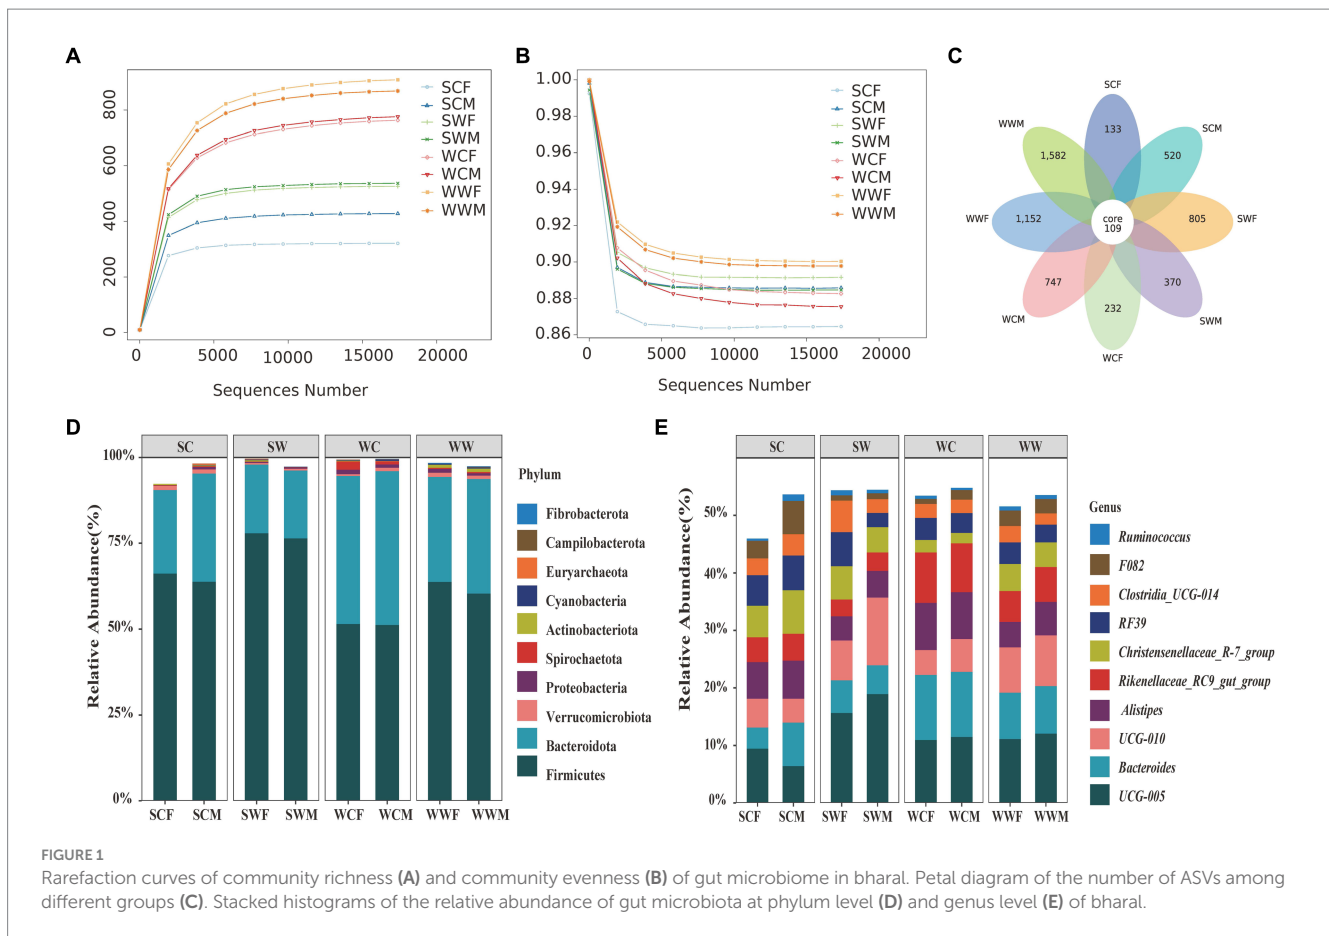 A
800
600
400
200
0
0
5000
10000
15000
20000
Sequences Number
SCF
SCM
SWF
SWM
WCF
WCM
WWF
WWM
B
1.00
0.98
0.96
0.94
0.92
0.90
0.88
0.86
0
5000
10000
15000
20000
Sequences Number
SCF
SCM
SWF
SWM
WCF
WCM
WWF
WWM
C
SCF
133
SCM
520
SWF
805
SWM
370
WCF
232
WCM
747
WWF
1,152
WWM
1,582
core
109
D
Relative Abundance(%)
100%
75%
50%
25%
0%
SC
SW
WC
WW
SCF
SCM
SWF
SWM
WCF
WCM
WWF
WWM
Phylum
Fibrobacterota
Campilobacterota
Euryarchaeota
Cyanobacteria
Actinobacteriota
Spirochaetota
Proteobacteria
Verrucomicrobiota
Bacteroidota
Firmicutes
E
Relative Abundance(%)
50%
40%
30%
20%
10%
0%
SC
SW
WC
WW
SCF
SCM
SWF
SWM
WCF
WCM
WWF
WWM
Genus
Ruminococcus
F082
Clostridia_UCG-014
RF39
Christensenellaceae_R-7_group
Rikenellaceae_RC9_gut_group
Alistipes
UCG-010
Bacteroides
UCG-005
FIGURE 1
Rarefaction curves of community richness (A) and community evenness (B) of gut microbiome in bharal. Petal diagram of the number of ASVs among
different groups (C). Stacked histograms of the relative abundance of gut microbiota at phylum level (D) and genus level (E) of bharal.